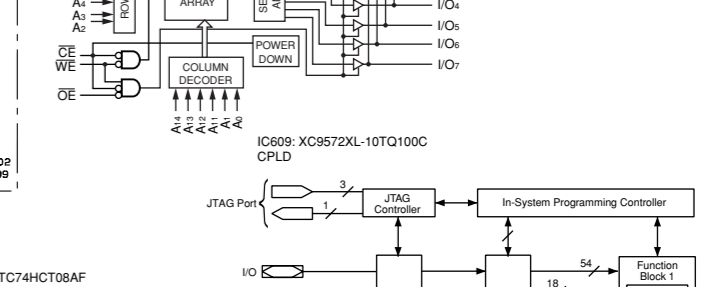 A4
A3
A2
ROW
ARRAY
I/O4
I/O5
I/O6
I/O7
CE
WE
OE
POWER
DOWN
COLUMN
DECODER
A14
A13
A12
A11
A1
A0
IC609: XC9572XL-10TQ100C
CPLD
JTAG Port
3
1
JTAG
Controller
In-System Programming Controller
I/O
54
18
Function
Block 1
TC74HCT08AF